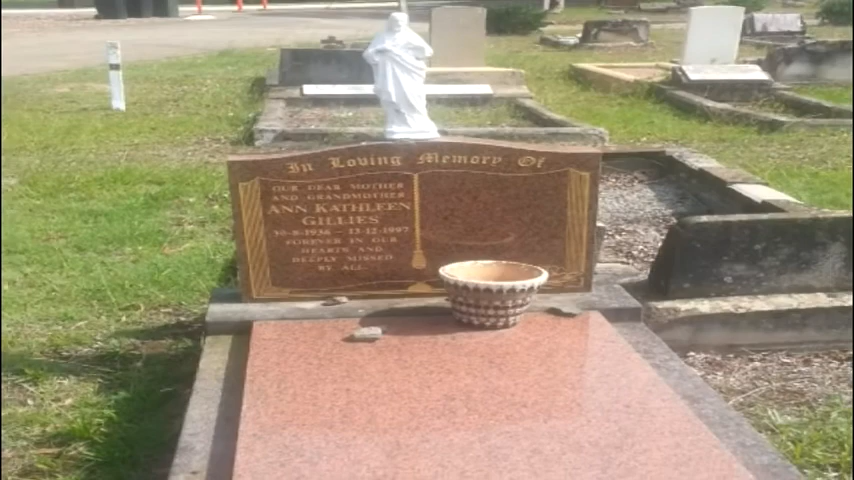 In Loving Memory Of
OUR DEAR MOTHER
AND GRANDMOTHER
ANN KATHLEEN
GILLIES
30-8-1936 - 13-12-1997
FOREVER IN OUR
HEARTS AND
DEEPLY MISSED
BY ALL.